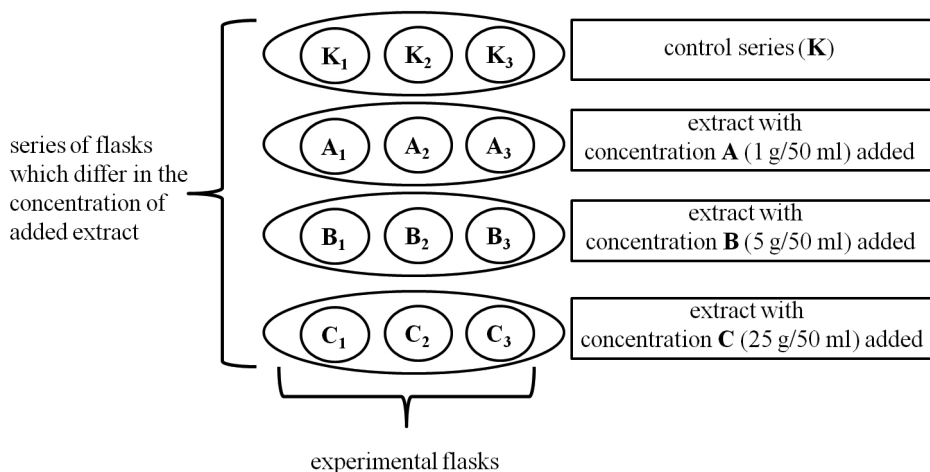 K1 K2 K3
control series (K)
A1 A2 A3
extract with
concentration A (1 g/50 ml) added
series of flasks
which differ in the
concentration of
added extract
B1 B2 B3
extract with
concentration B (5 g/50 ml) added
C1 C2 C3
extract with
concentration C (25 g/50 ml) added
experimental flasks